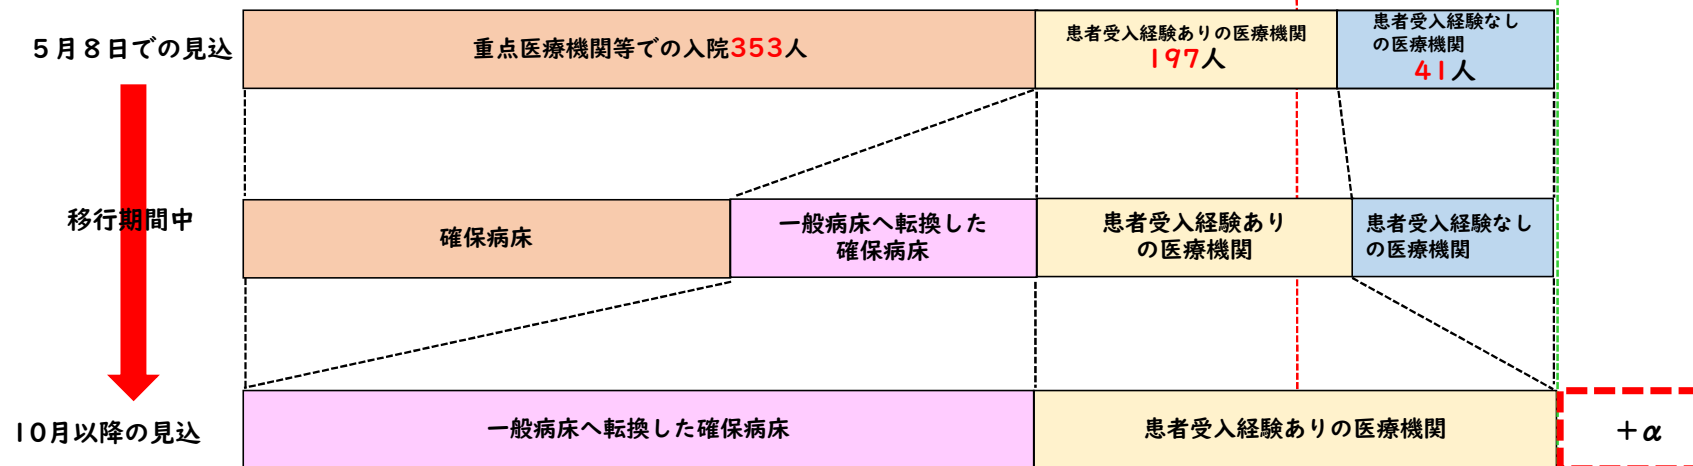 ５月８日での見込
重点医療機関等での入院353人
患者受入経験ありの医療機関
197人
患者受入経験なし
の医療機関
41人
移行期間中
確保病床
一般病床へ転換した
確保病床
患者受入経験あり
の医療機関
患者受入経験なし
の医療機関
10月以降の見込
一般病床へ転換した確保病床
患者受入経験ありの医療機関
＋α